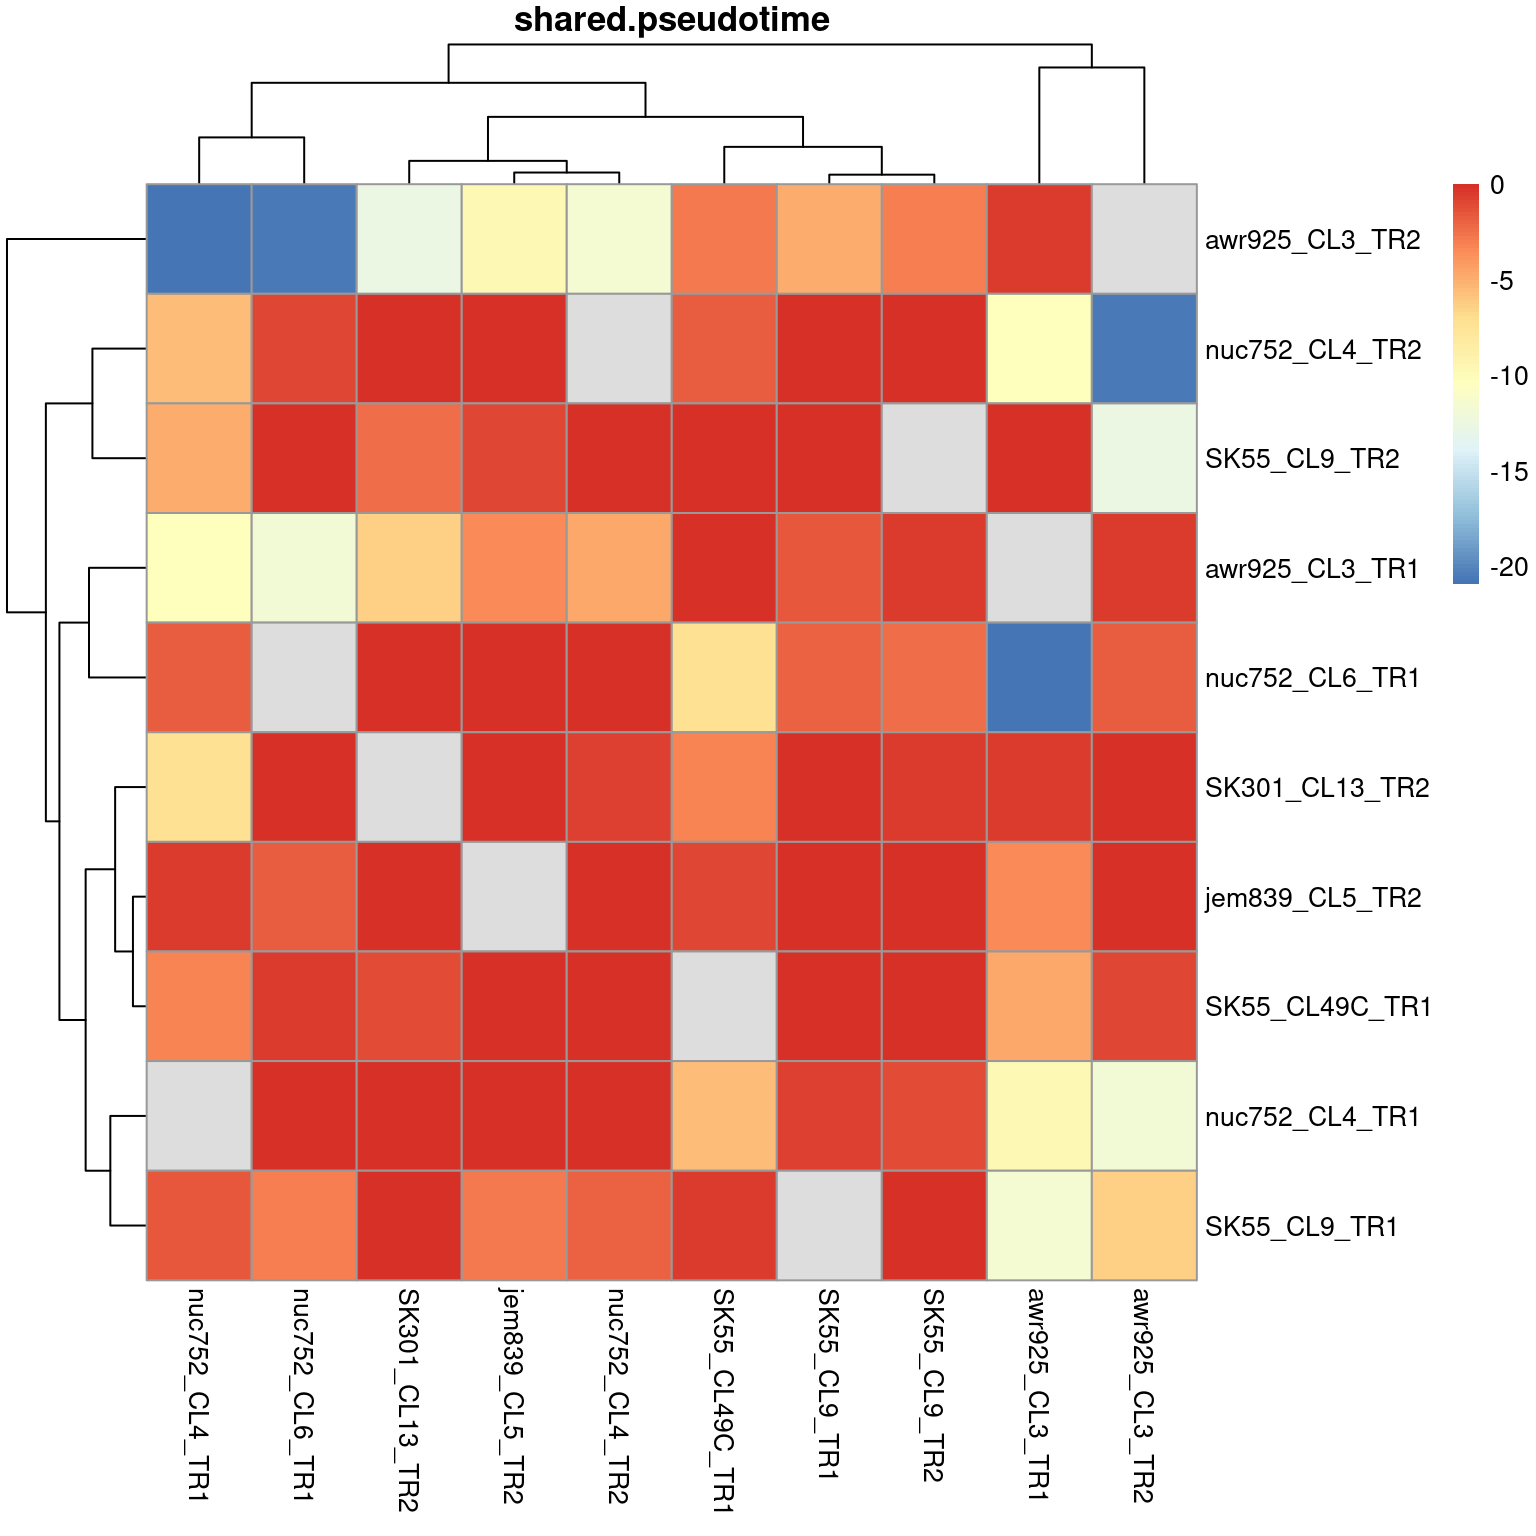 shared.pseudotime
0
-5
-10
-15
-20
awr925_CL3_TR2
nuc752_CL4_TR2
SK55_CL9_TR2
awr925_CL3_TR1
nuc752_CL6_TR1
SK301_CL13_TR2
jem839_CL5_TR2
SK55_CL49C_TR1
nuc752_CL4_TR1
SK55_CL9_TR1
nuc752_CL4_TR1
nuc752_CL6_TR1
SK301_CL13_TR2
jem839_CL5_TR2
nuc752_CL4_TR2
SK55_CL49C_TR1
SK55_CL9_TR1
SK55_CL9_TR2
awr925_CL3_TR1
awr925_CL3_TR2